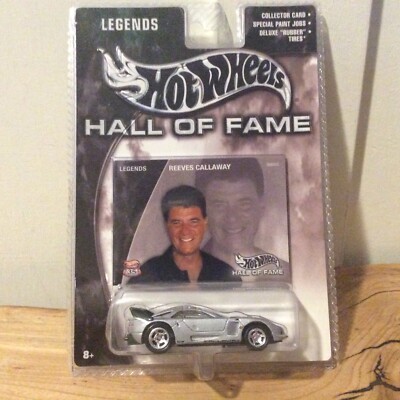 LEGENDS
COLLECTOR CARD •
SPECIAL PAINT JOBS •
DELUXE "RUBBER" •
TIRES
HOT WHEELS
HALL OF FAME
LEGENDS
REEVES CALLAWAY
HOT WHEELS
HALL OF FAME
8+